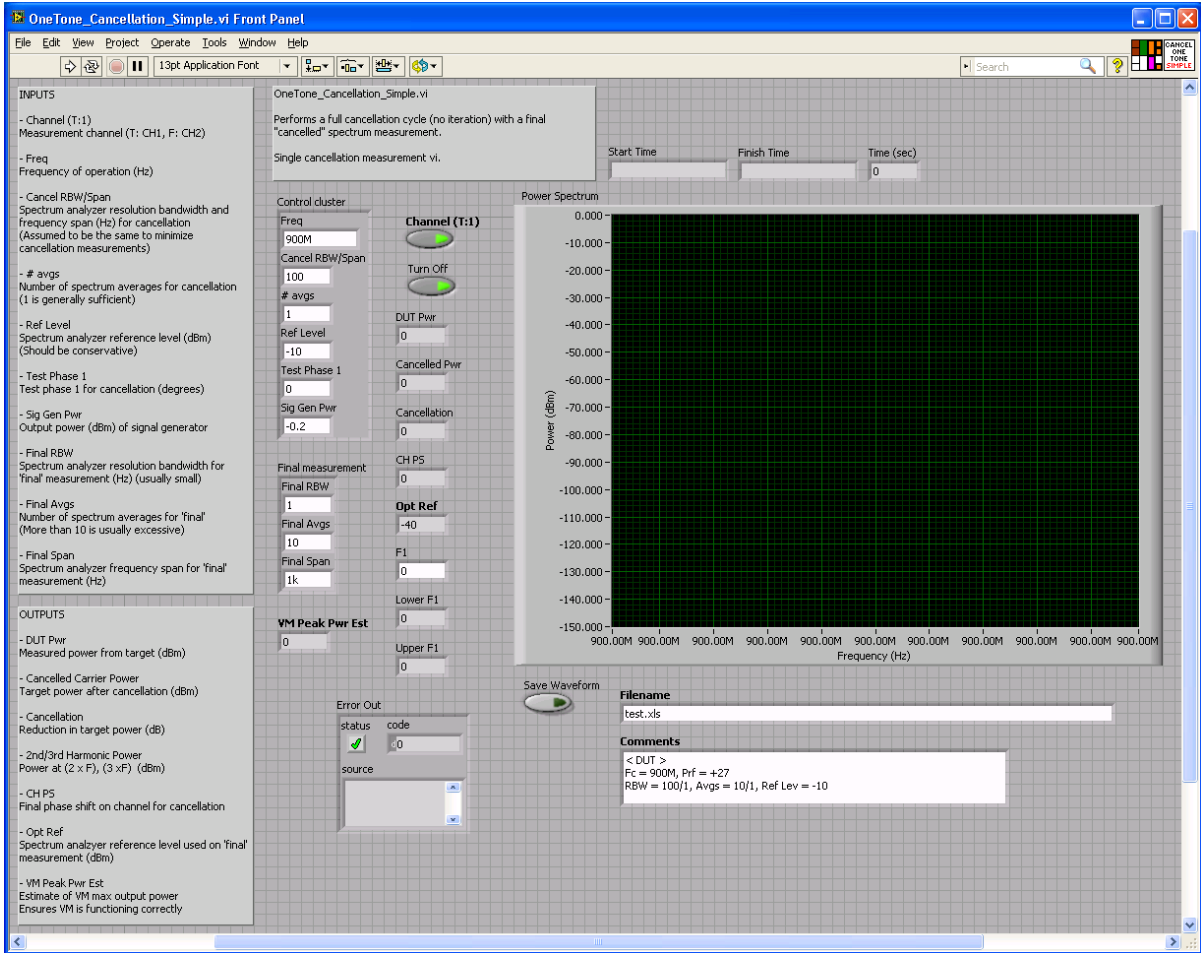 OneTone_Cancellation_Simple.vi Front Panel
File Edit View Project Operate Tools Window Help
13pt Application Font
Search
CANCEL
ONE
TONE
SIMPLE
INPUTS
- Channel (T:1)
Measurement channel (T: CH1, F: CH2)
- Freq
Frequency of operation (Hz)
- Cancel RBW/Span
Spectrum analyzer resolution bandwidth and
frequency span (Hz) for cancellation
(Assumed to be the same to minimize
cancellation measurements)
- # avgs
Number of spectrum averages for cancellation
(1 is generally sufficient)
- Ref Level
Spectrum analyzer reference level (dBm)
(Should be conservative)
- Test Phase 1
Test phase 1 for cancellation (degrees)
- Sig Gen Pwr
Output power (dBm) of signal generator
- Final RBW
Spectrum analyzer resolution bandwidth for
'final' measurement (Hz) (usually small)
- Final Avgs
Number of spectrum averages for 'final'
(More than 10 is usually excessive)
- Final Span
Spectrum analyzer frequency span for 'final'
measurement (Hz)
OUTPUTS
- DUT Pwr
Measured power from target (dBm)
- Cancelled Carrier Power
Target power after cancellation (dBm)
- Cancellation
Reduction in target power (dB)
- 2nd/3rd Harmonic Power
Power at (2 x F), (3 xF) (dBm)
- CH PS
Final phase shift on channel for cancellation
- Opt Ref
Spectrum analzyer reference level used on 'final'
measurement (dBm)
- VM Peak Pwr Est
Estimate of VM max output power
Ensures VM is functioning correctly
OneTone_Cancellation_Simple.vi
Performs a full cancellation cycle (no iteration) with a final
"cancelled" spectrum measurement.
Single cancellation measurement vi.
Start Time
Finish Time
Time (sec)
0
Control cluster
Freq
900M
Cancel RBW/Span
100
# avgs
1
Ref Level
-10
Test Phase 1
0
Sig Gen Pwr
-0.2
Final measurement
Final RBW
1
Final Avgs
10
Final Span
1k
VM Peak Pwr Est
0
Channel (T:1)
Turn Off
DUT Pwr
0
Cancelled Pwr
0
Cancellation
0
CH PS
0
Opt Ref
-40
F1
0
Lower F1
0
Upper F1
0
Error Out
status code
0
source
Power Spectrum
Power (dBm)
0.000
-10.000
-20.000
-30.000
-40.000
-50.000
-60.000
-70.000
-80.000
-90.000
-100.000
-110.000
-120.000
-130.000
-140.000
-150.000
900.00M 900.00M 900.00M 900.00M 900.00M 900.00M 900.00M 900.00M 900.00M 900.00M 900.00M
Frequency (Hz)
Save Waveform
Filename
test.xls
Comments
< DUT >
Fc = 900M, Prf = +27
RBW = 100/1, Avgs = 10/1, Ref Lev = -10